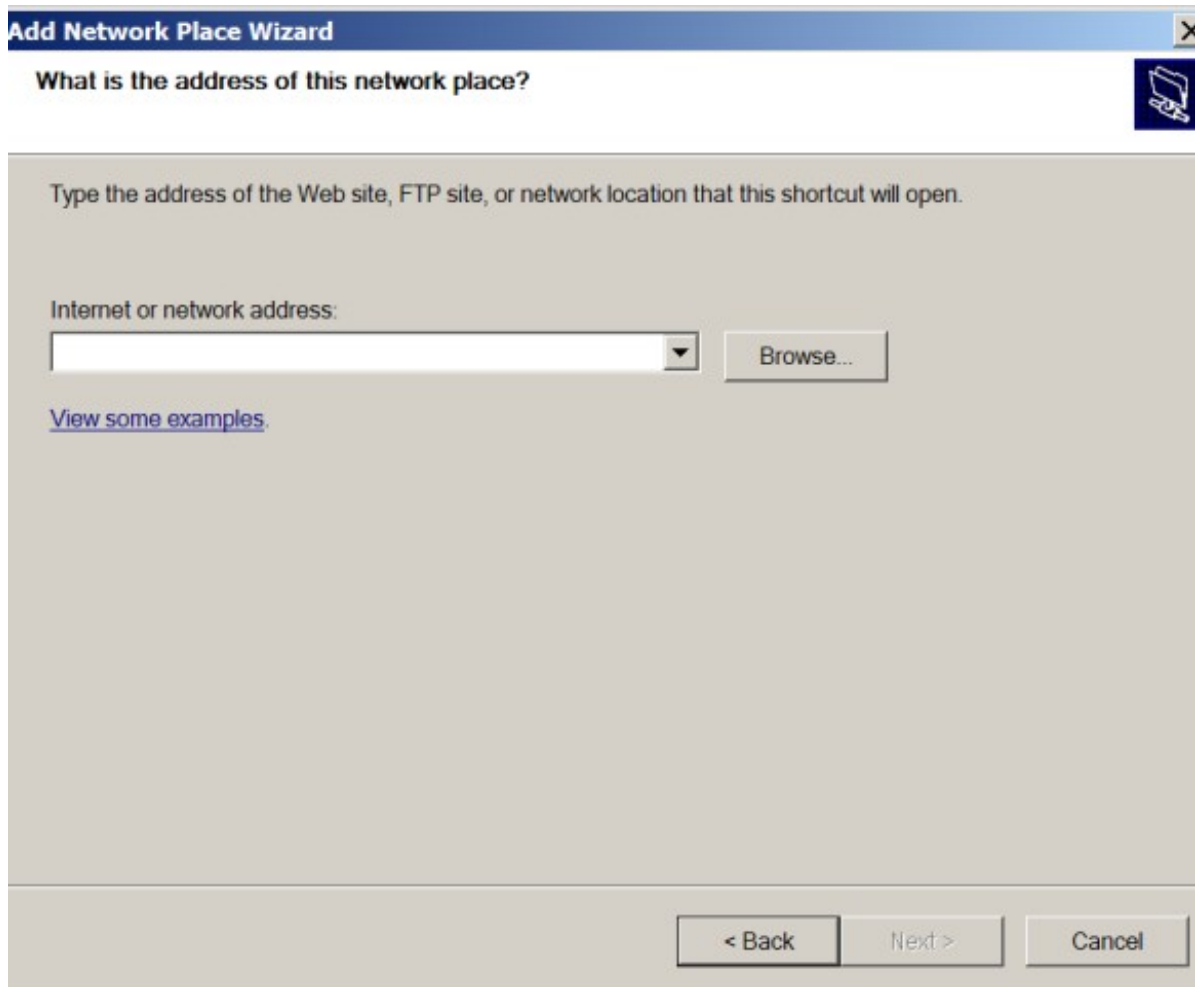 Add Network Place Wizard
What is the address of this network place?
Type the address of the Web site, FTP site, or network location that this shortcut will open.
Internet or network address:
Browse...
View some examples.
< Back
Next >
Cancel